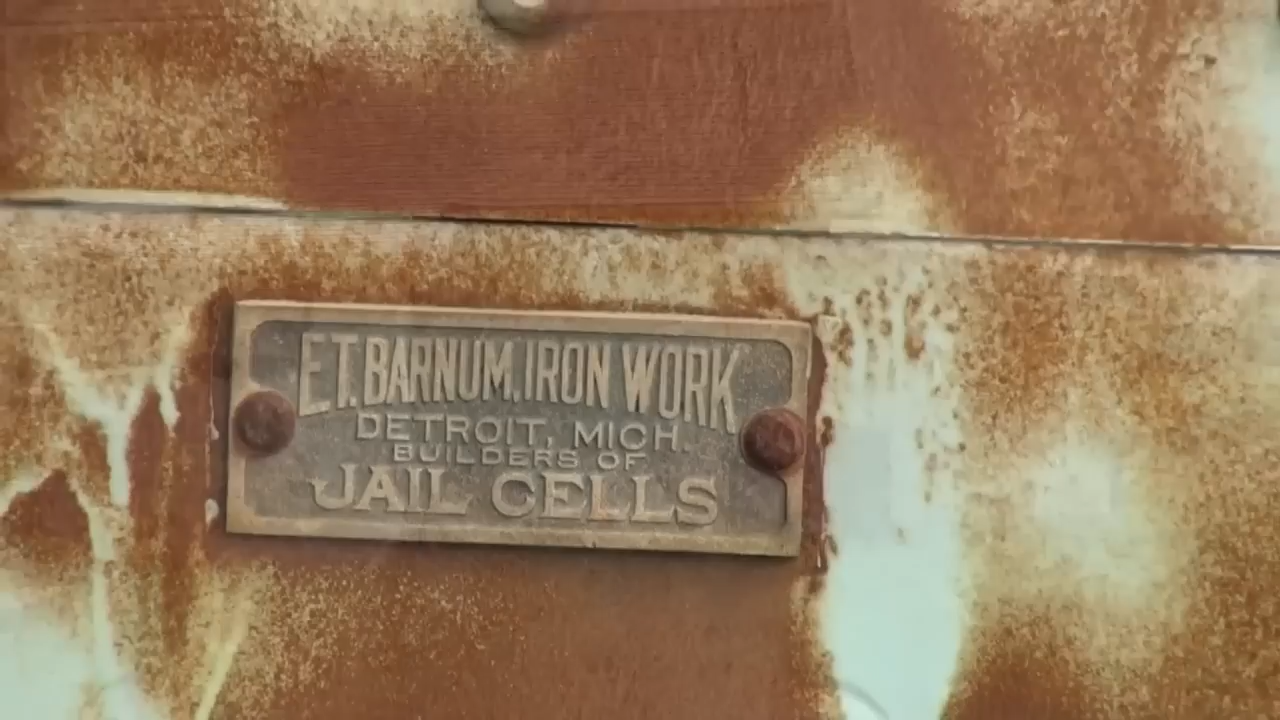 E.T. BARNUM, IRON WORK
DETROIT, MICH.
BUILDERS OF
JAIL CELLS